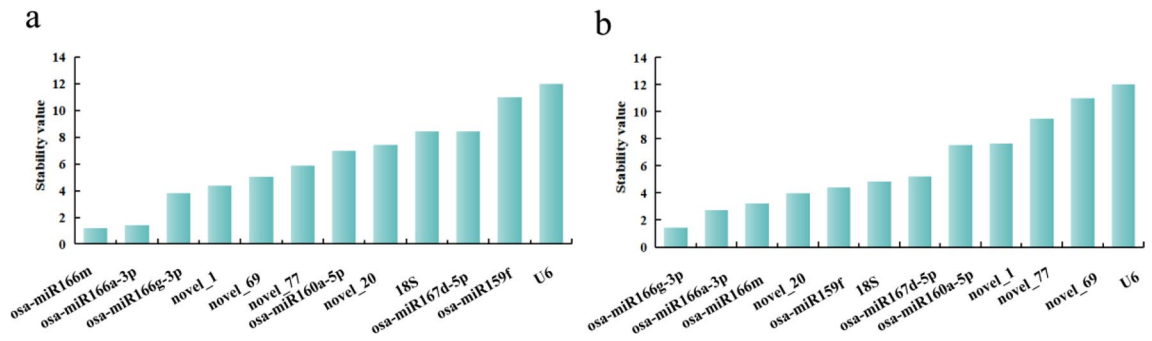 a
Stability value
14
12
10
8
6
4
2
0
osa-miR166m
osa-miR166a-3p
osa-miR166g-3p
novel_1
novel_69
novel_77
osa-miR160a-5p
novel_20
18S
osa-miR167d-5p
osa-miR159f
U6
b
Stability value
14
12
10
8
6
4
2
0
osa-miR166g-3p
osa-miR166a-3p
osa-miR166m
novel_20
osa-miR159f
18S
osa-miR167d-5p
osa-miR160a-5p
novel_1
novel_77
novel_69
U6